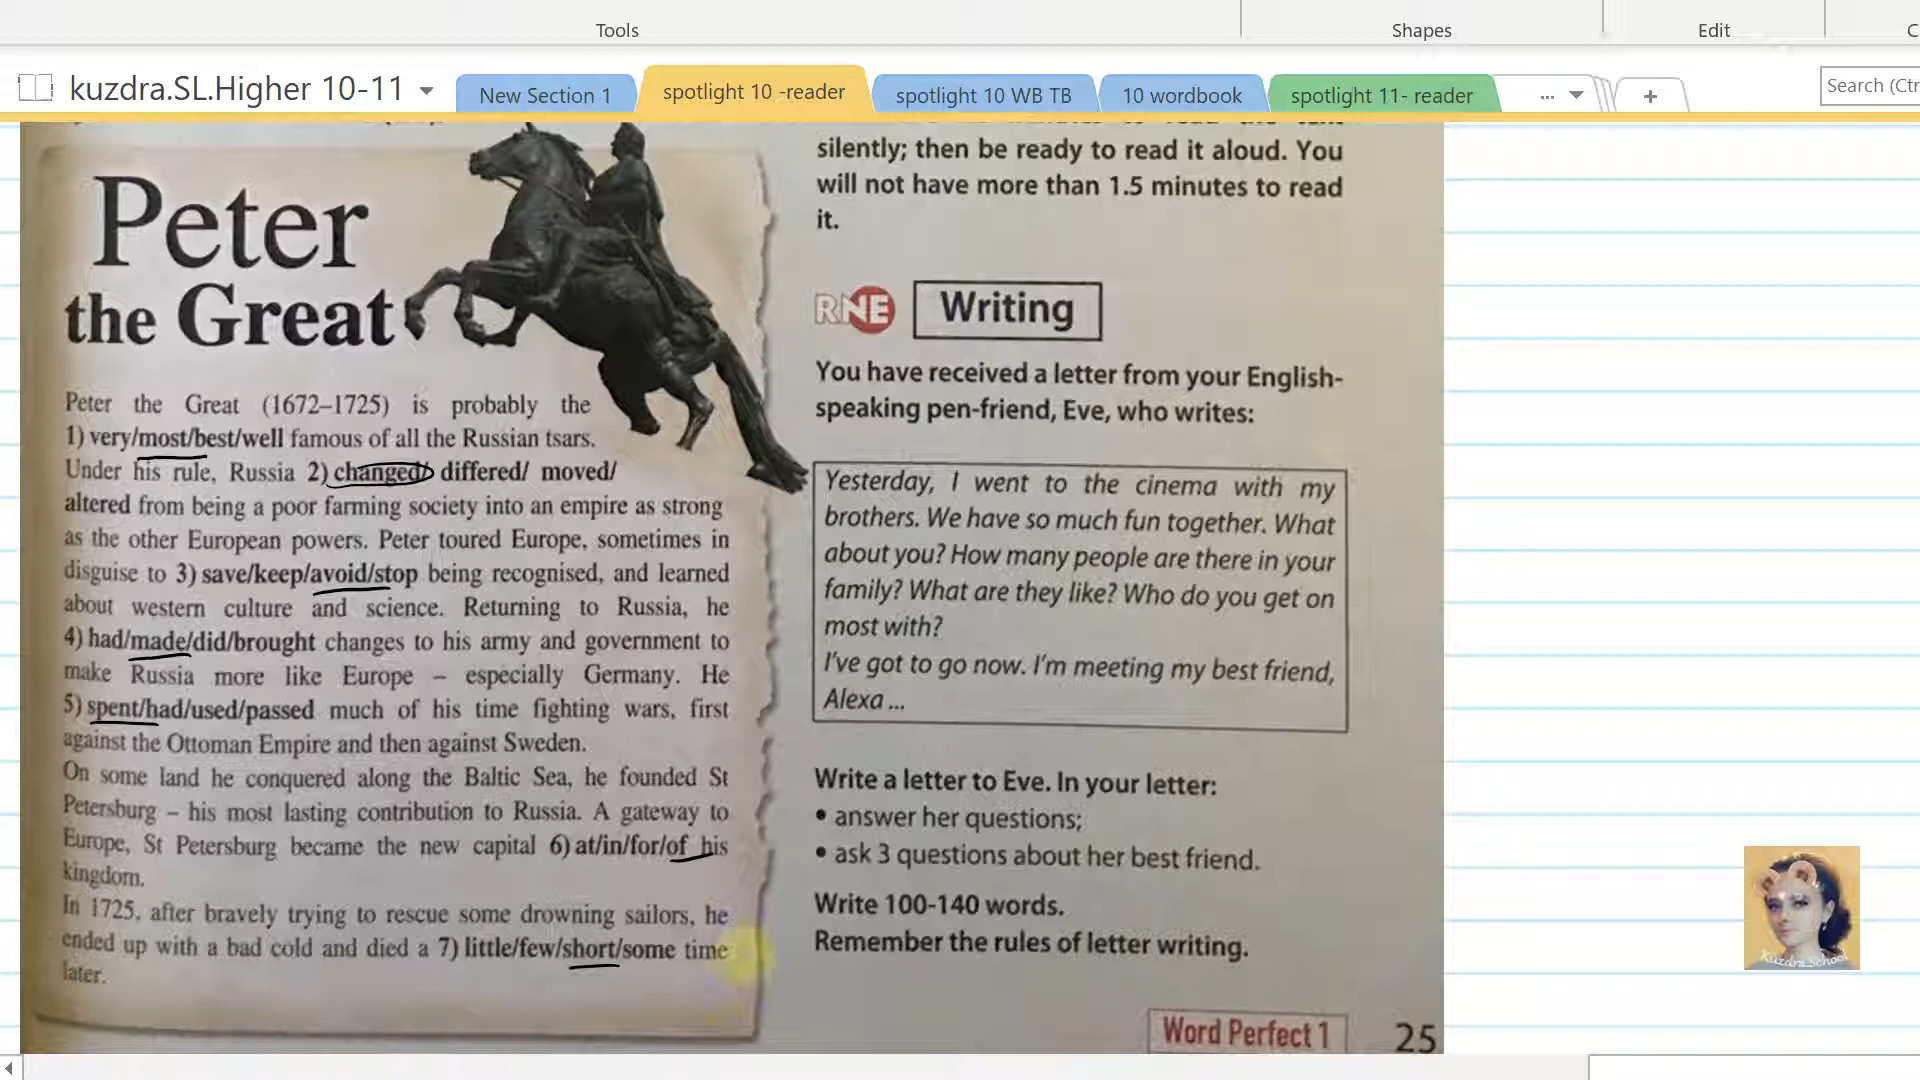 Tools
Shapes
Edit
kuzdra.SL.Higher 10-11
New Section 1
spotlight 10 -reader
spotlight 10 WB TB
10 wordbook
spotlight 11- reader
...
+
Search (Ctr
Peter
the Great
Peter the Great (1672–1725) is probably the
1) very/most/best/well famous of all the Russian tsars.
Under his rule, Russia 2) changed/ differed/ moved/
altered from being a poor farming society into an empire as strong
as the other European powers. Peter toured Europe, sometimes in
disguise to 3) save/keep/avoid/stop being recognised, and learned
about western culture and science. Returning to Russia, he
4) had/made/did/brought changes to his army and government to
make Russia more like Europe – especially Germany. He
5) spent/had/used/passed much of his time fighting wars, first
against the Ottoman Empire and then against Sweden.
On some land he conquered along the Baltic Sea, he founded St
Petersburg – his most lasting contribution to Russia. A gateway to
Europe, St Petersburg became the new capital 6) at/in/for/of his
kingdom.
In 1725, after bravely trying to rescue some drowning sailors, he
ended up with a bad cold and died a 7) little/few/short/some time
later.
silently; then be ready to read it aloud. You
will not have more than 1.5 minutes to read
it.
RNE
Writing
You have received a letter from your English-
speaking pen-friend, Eve, who writes:
Yesterday, I went to the cinema with my
brothers. We have so much fun together. What
about you? How many people are there in your
family? What are they like? Who do you get on
most with?
I've got to go now. I'm meeting my best friend,
Alexa ...
Write a letter to Eve. In your letter:
• answer her questions;
• ask 3 questions about her best friend.
Write 100-140 words.
Remember the rules of letter writing.
Word Perfect 1
25
Kuzdra.School